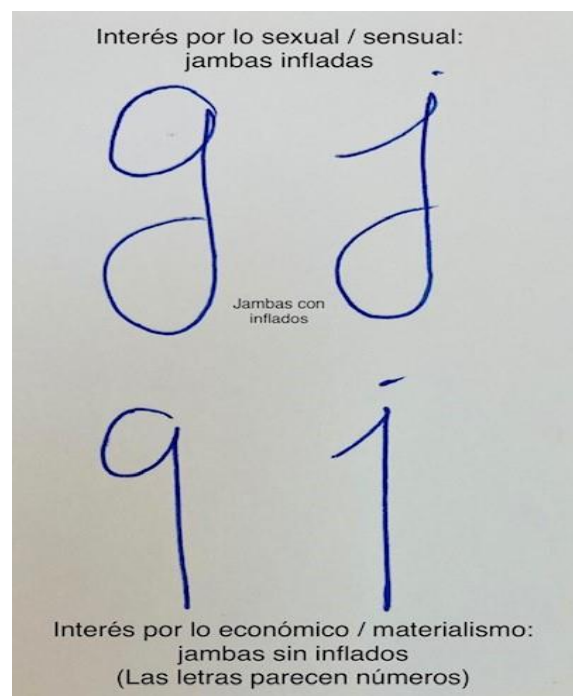 Interés por lo sexual / sensual:
jambas infladas
g j
Jambas con
inflados
q j
Interés por lo económico / materialismo:
jambas sin inflados
(Las letras parecen números)